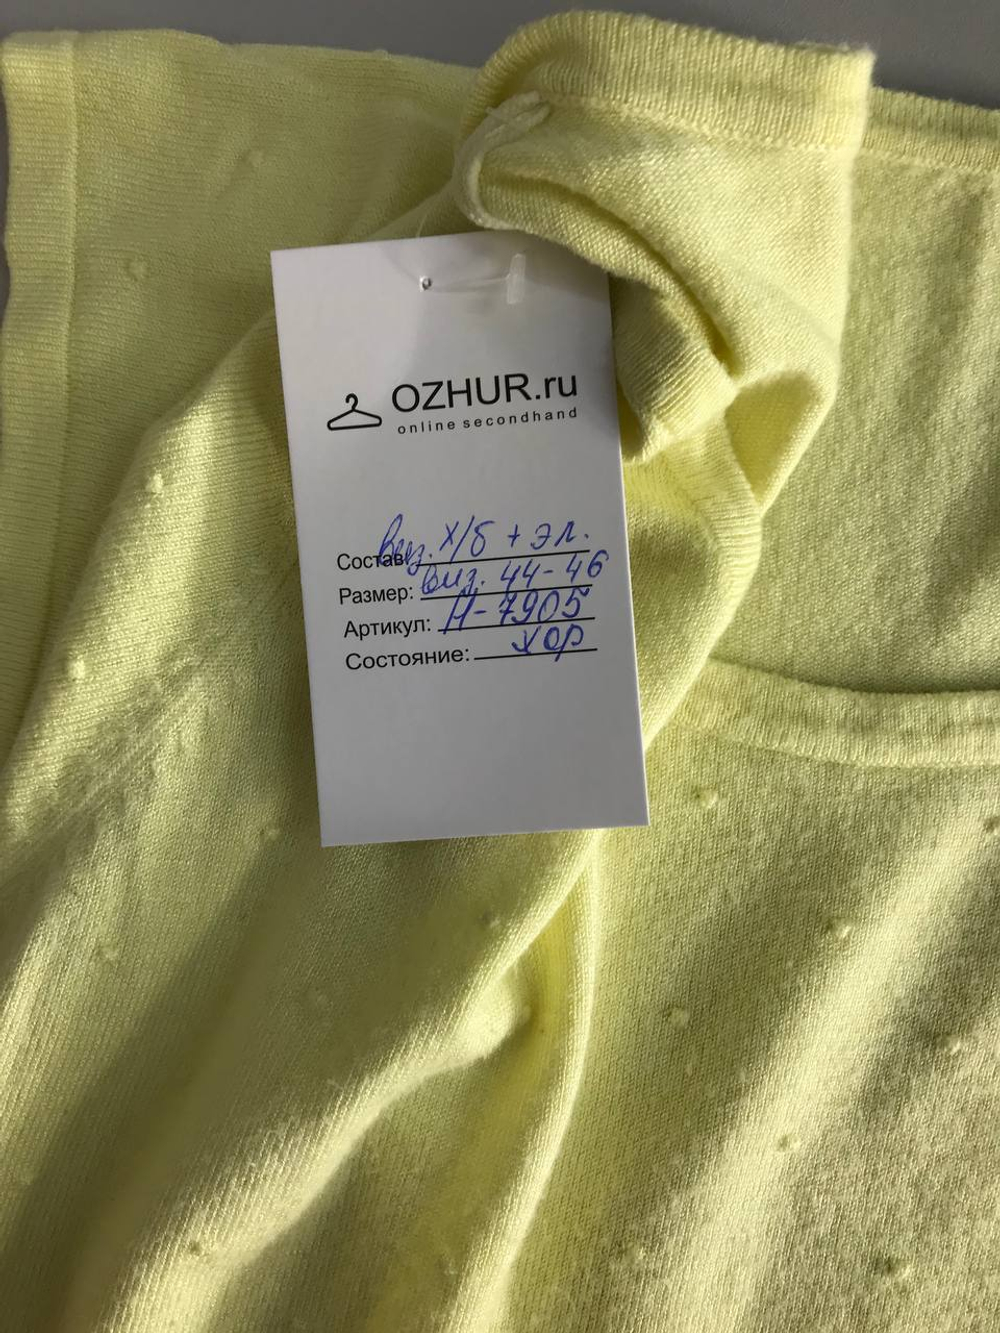 OZHUR.ru
online secondhand
Состав: виз. х/б + эл.
Размер: виз. 44-46
Артикул: Н-7905
Состояние: хор